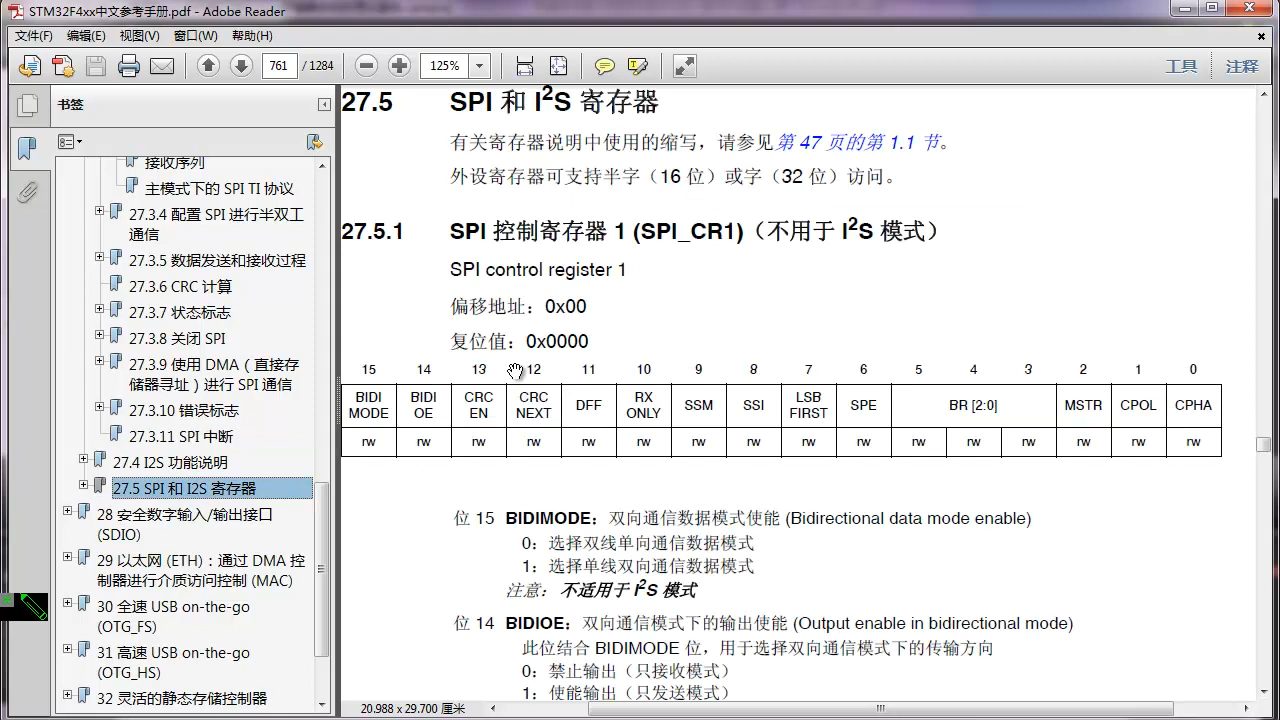 STM32F4xx中文参考手册.pdf - Adobe Reader
文件(F) 编辑(E) 视图(V) 窗口(W) 帮助(H)
761 / 1284 125% 工具 注释
书签
接收序列
主模式下的 SPI TI 协议
27.3.4 配置 SPI 进行半双工
通信
27.3.5 数据发送和接收过程
27.3.6 CRC 计算
27.3.7 状态标志
27.3.8 关闭 SPI
27.3.9 使用 DMA（直接存
储器寻址）进行 SPI 通信
27.3.10 错误标志
27.3.11 SPI 中断
27.4 I2S 功能说明
27.5 SPI 和 I2S 寄存器
28 安全数字输入/输出接口
(SDIO)
29 以太网 (ETH)：通过 DMA 控
制器进行介质访问控制 (MAC)
30 全速 USB on-the-go
(OTG_FS)
31 高速 USB on-the-go
(OTG_HS)
32 灵活的静态存储控制器
27.5 SPI 和 I2S 寄存器
有关寄存器说明中使用的缩写，请参见第 47 页的第 1.1 节。
外设寄存器可支持半字（16 位）或字（32 位）访问。
27.5.1 SPI 控制寄存器 1 (SPI_CR1)（不用于 I2S 模式）
SPI control register 1
偏移地址：0x00
复位值：0x0000
15 14 13 12 11 10 9 8 7 6 5 4 3 2 1 0
BIDI MODE BIDI OE CRC EN CRC NEXT DFF RX ONLY SSM SSI LSB FIRST SPE BR [2:0] MSTR CPOL CPHA
rw rw rw rw rw rw rw rw rw rw rw rw rw rw rw rw
位 15 BIDIMODE：双向通信数据模式使能 (Bidirectional data mode enable)
0：选择双线单向通信数据模式
1：选择单线双向通信数据模式
注意：不适用于 I2S 模式
位 14 BIDIOE：双向通信模式下的输出使能 (Output enable in bidirectional mode)
此位结合 BIDIMODE 位，用于选择双向通信模式下的传输方向
0：禁止输出（只接收模式）
1：使能输出（只发送模式）
20.988 x 29.700 厘米